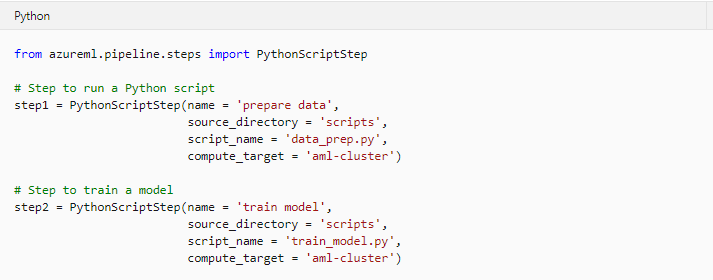 Python
from azureml.pipeline.steps import PythonScriptStep
# Step to run a Python script
step1 = PythonScriptStep(name = 'prepare data',
                         source_directory = 'scripts',
                         script_name = 'data_prep.py',
                         compute_target = 'aml-cluster')
# Step to train a model
step2 = PythonScriptStep(name = 'train model',
                         source_directory = 'scripts',
                         script_name = 'train_model.py',
                         compute_target = 'aml-cluster')